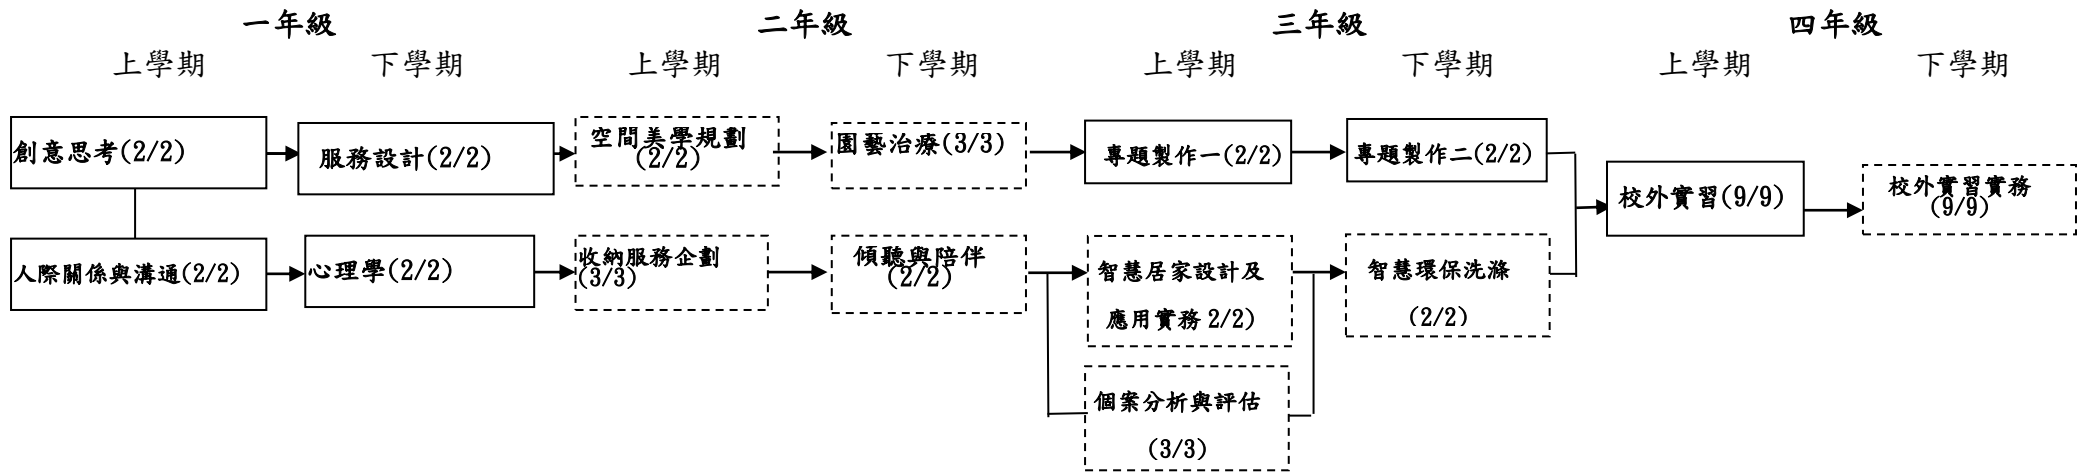 一年級 二年級 三年級 四年級
上學期 下學期 上學期 下學期 上學期 下學期 上學期 下學期
創意思考(2/2)
服務設計(2/2)
空間美學規劃
(2/2)
園藝治療(3/3)
專題製作一(2/2)
專題製作二(2/2)
校外實習(9/9)
校外實習實務
(9/9)
人際關係與溝通(2/2)
心理學(2/2)
收納服務企劃
(3/3)
傾聽與陪伴
(2/2)
智慧居家設計及
應用實務 2/2)
智慧環保洗滌
(2/2)
個案分析與評估
(3/3)